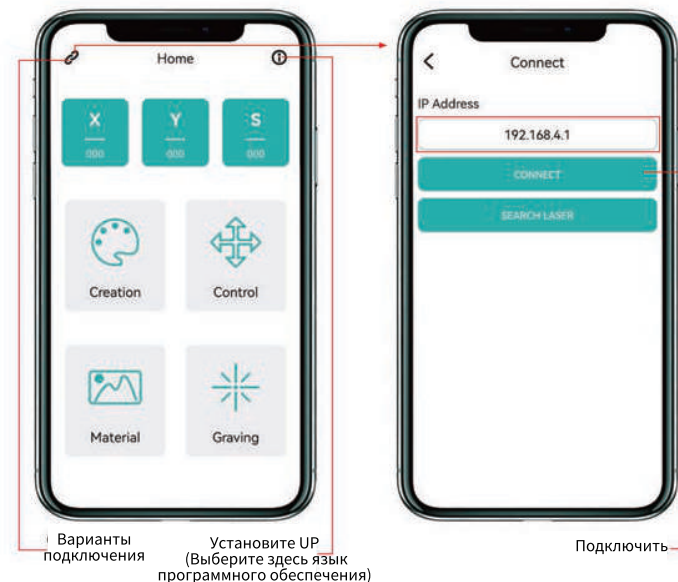 Home
X
Y
S
000
000
000
Creation
Control
Material
Graving
Варианты
подключения
Установите UP
(Выберите здесь язык
программного обеспечения)
Connect
IP Address
192.168.4.1
CONNECT
SEARCH LASER
Подключить